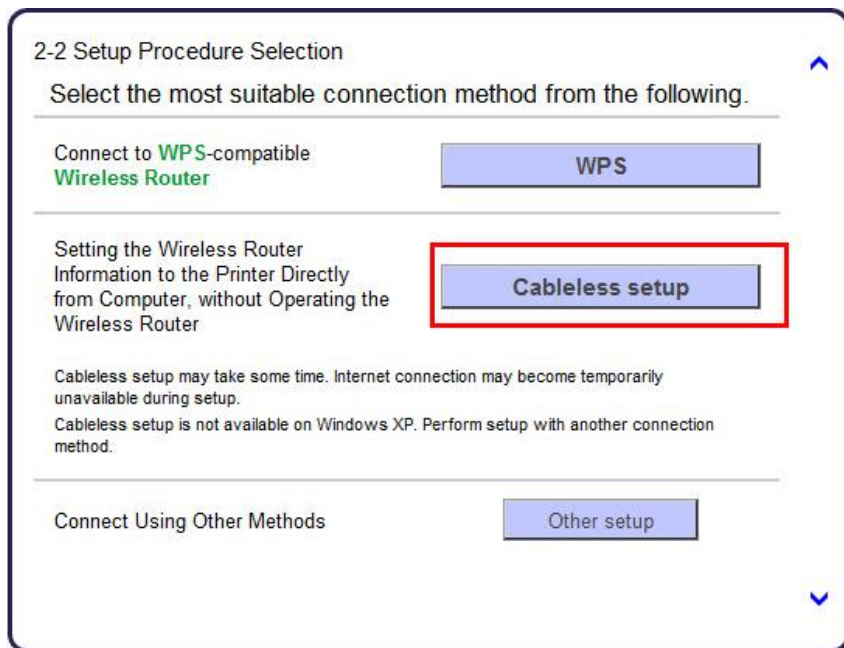 2-2 Setup Procedure Selection
Select the most suitable connection method from the following.
Connect to WPS-compatible
Wireless Router
WPS
Setting the Wireless Router
Information to the Printer Directly
from Computer, without Operating the
Wireless Router
Cableless setup
Cableless setup may take some time. Internet connection may become temporarily
unavailable during setup.
Cableless setup is not available on Windows XP. Perform setup with another connection
method.
Connect Using Other Methods
Other setup